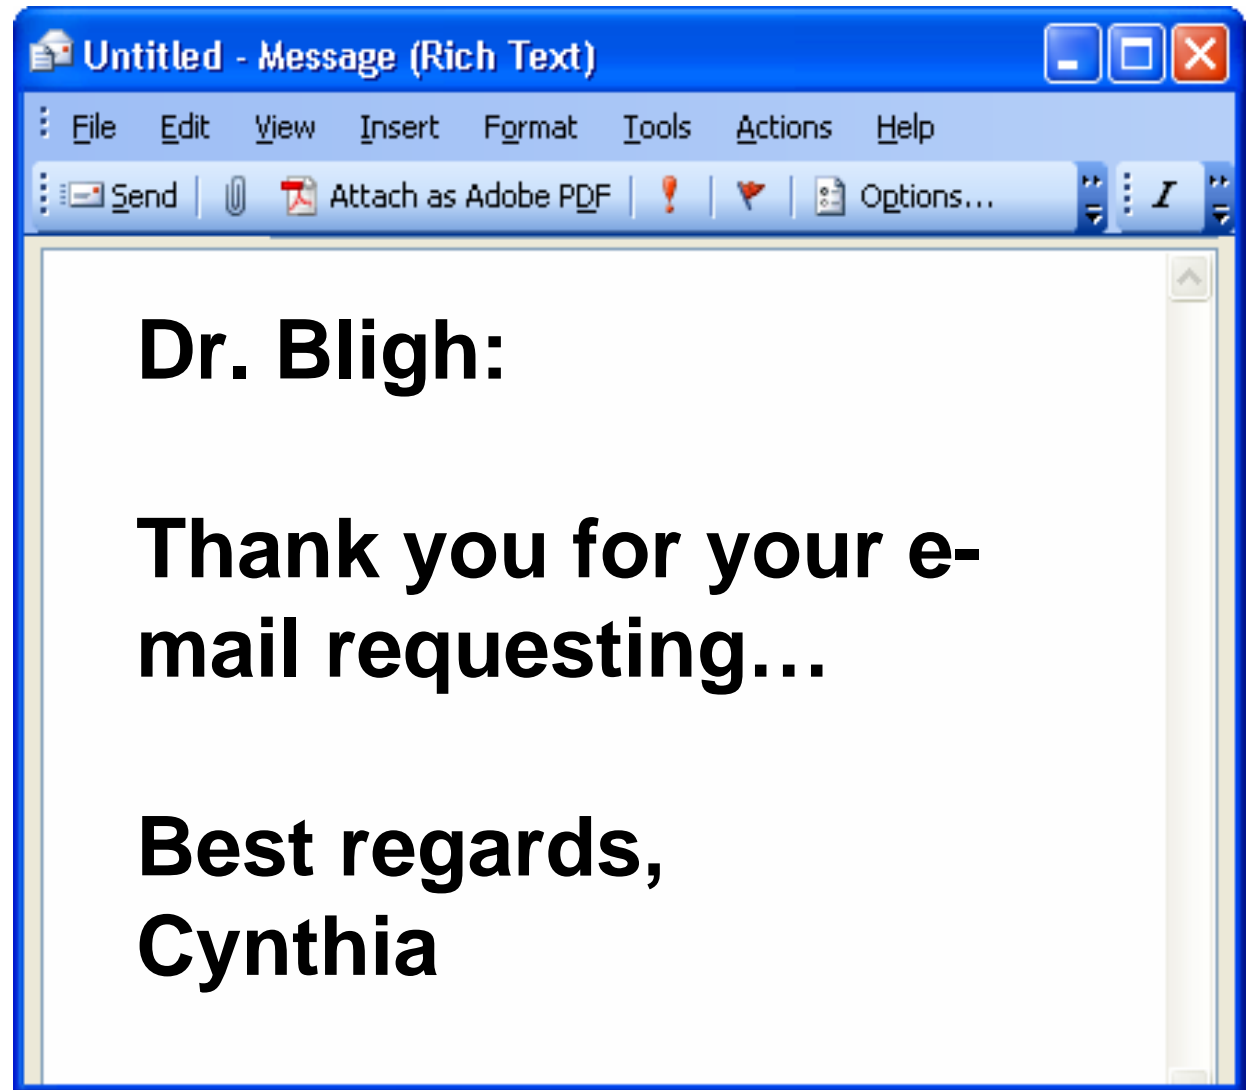 Untitled - Message (Rich Text)
File Edit View Insert Format Tools Actions Help
Send Attach as Adobe PDF Options... I
Dr. Bligh:
Thank you for your e-
mail requesting…
Best regards,
Cynthia